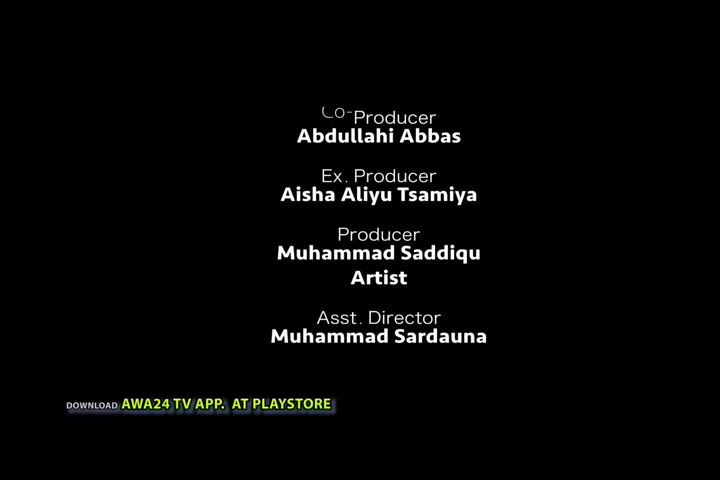 Co-Producer
Abdullahi Abbas
Ex. Producer
Aisha Aliyu Tsamiya
Producer
Muhammad Saddiqu
Artist
Asst. Director
Muhammad Sardauna
DOWNLOAD AWA24 TV APP. AT PLAYSTORE